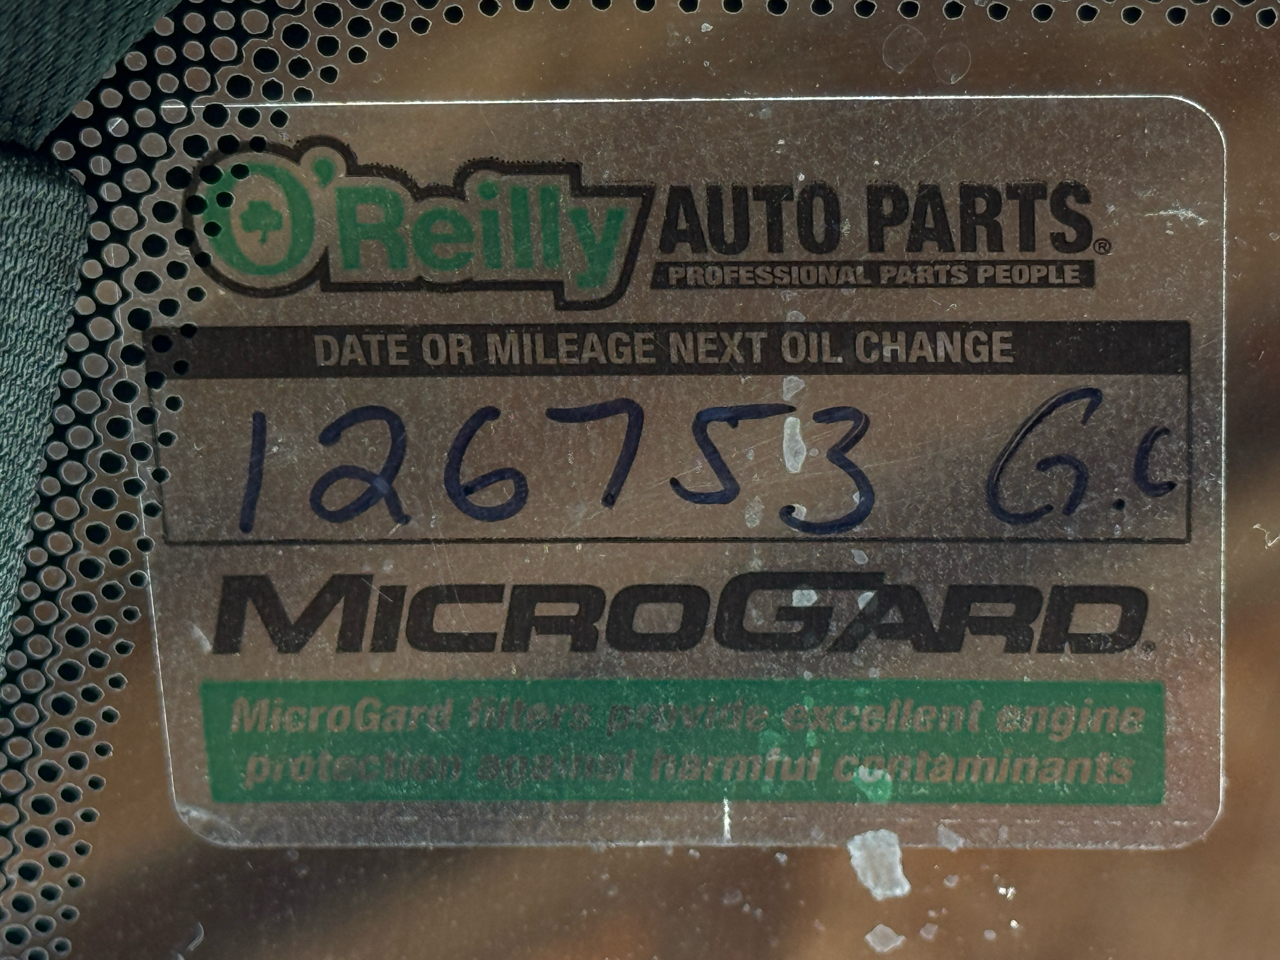 O'Reilly AUTO PARTS®
PROFESSIONAL PARTS PEOPLE
DATE OR MILEAGE NEXT OIL CHANGE
126753 G.C
MICROGARD®
MicroGard filters provide excellent engine
protection against harmful contaminants